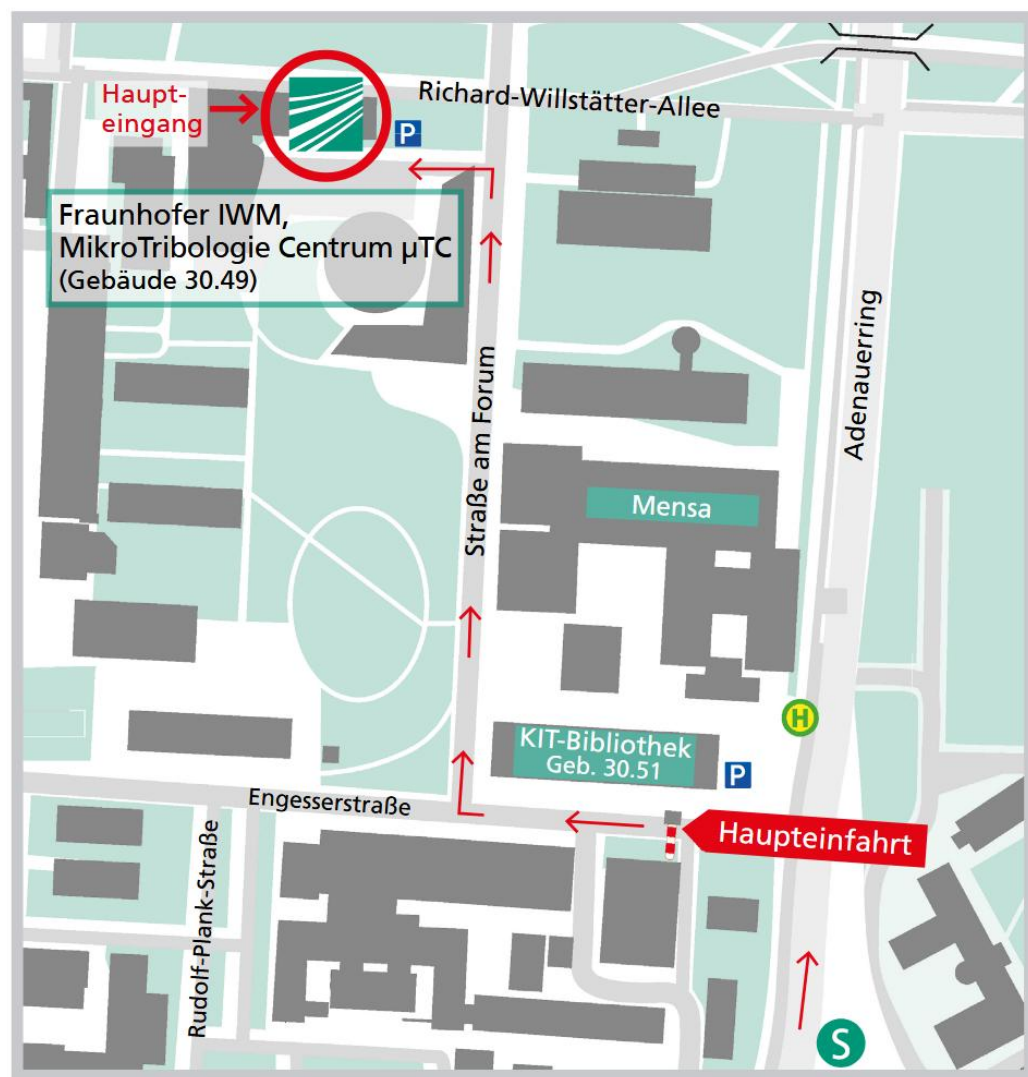 Haupt-
eingang
P
Richard-Willstätter-Allee
Fraunhofer IWM,
MikroTribologie Centrum µTC
(Gebäude 30.49)
Straße am Forum
Adenauerring
Mensa
H
KIT-Bibliothek
Geb. 30.51
P
Engesserstraße
Haupteinfahrt
Rudolf-Plank-Straße
S